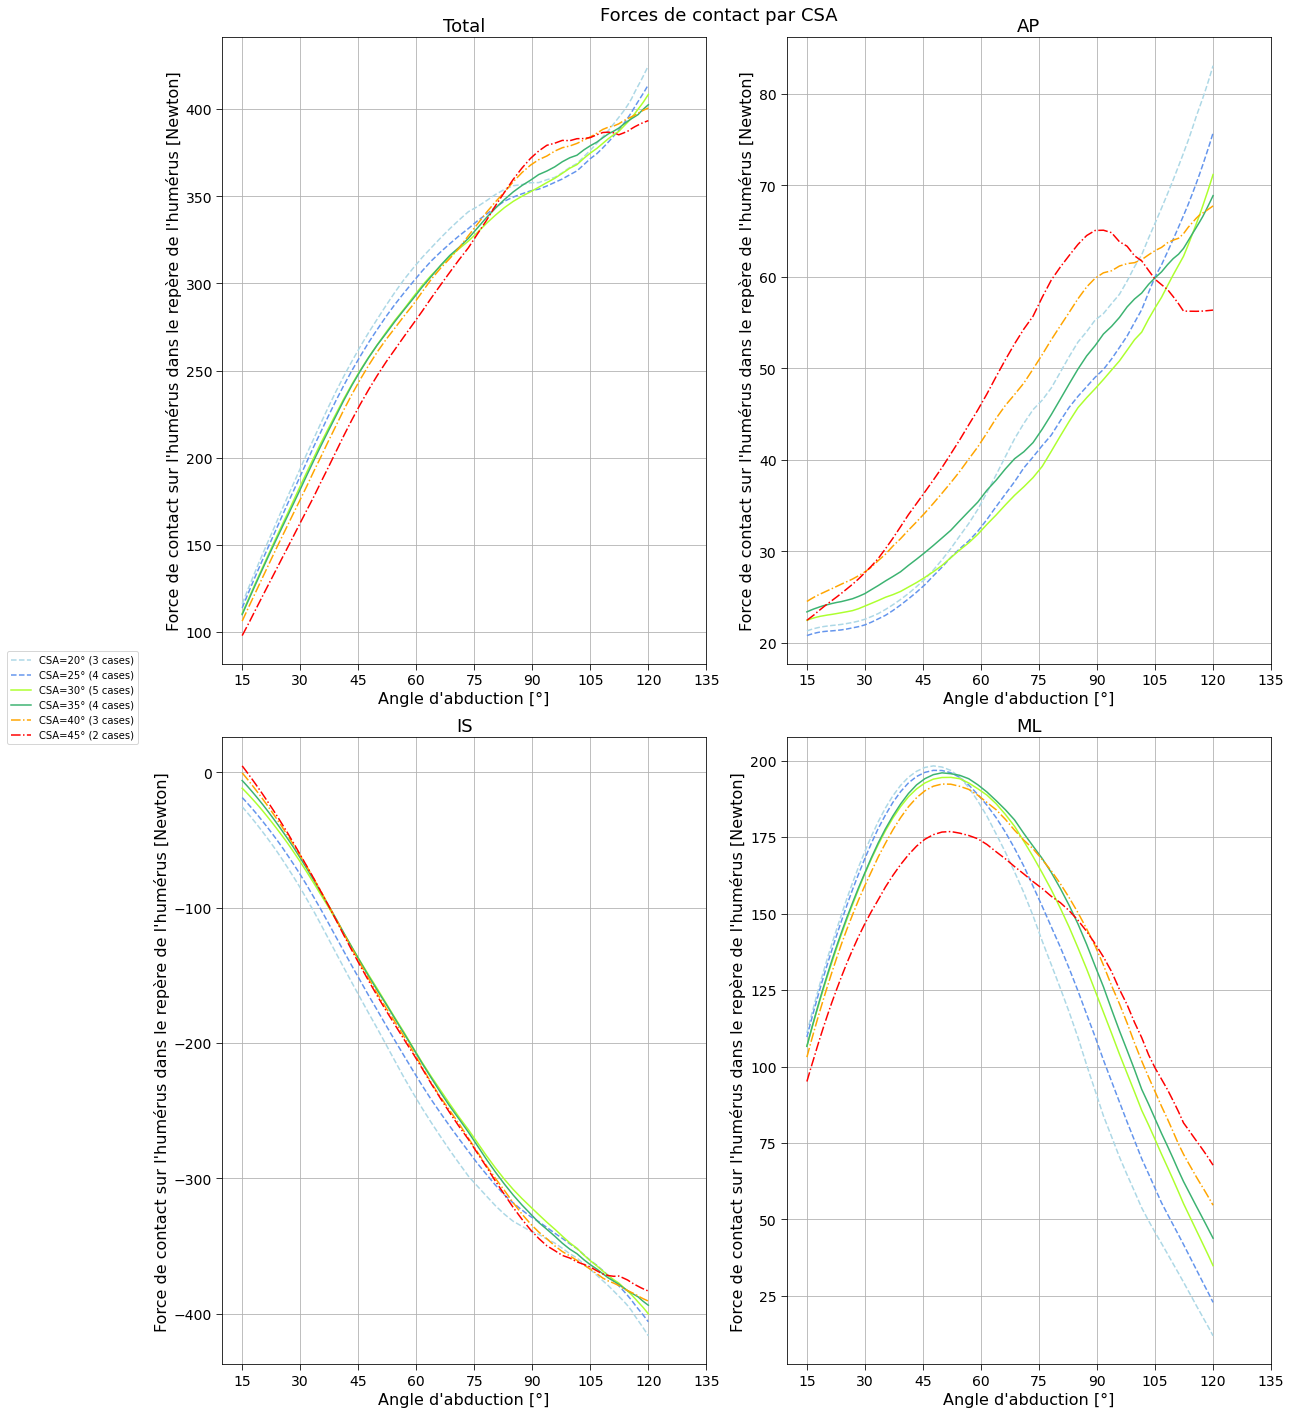 Forces de contact par CSA
Total
Force de contact sur l'humérus dans le repère de l'humérus [Newton]
400
350
300
250
200
150
100
15 30 45 60 75 90 105 120 135
Angle d'abduction [°]
AP
Force de contact sur l'humérus dans le repère de l'humérus [Newton]
80
70
60
50
40
30
20
15 30 45 60 75 90 105 120 135
Angle d'abduction [°]
CSA=20° (3 cases)
CSA=25° (4 cases)
CSA=30° (5 cases)
CSA=35° (4 cases)
CSA=40° (3 cases)
CSA=45° (2 cases)
IS
Force de contact sur l'humérus dans le repère de l'humérus [Newton]
0
−100
−200
−300
−400
15 30 45 60 75 90 105 120 135
Angle d'abduction [°]
ML
Force de contact sur l'humérus dans le repère de l'humérus [Newton]
200
175
150
125
100
75
50
25
15 30 45 60 75 90 105 120 135
Angle d'abduction [°]